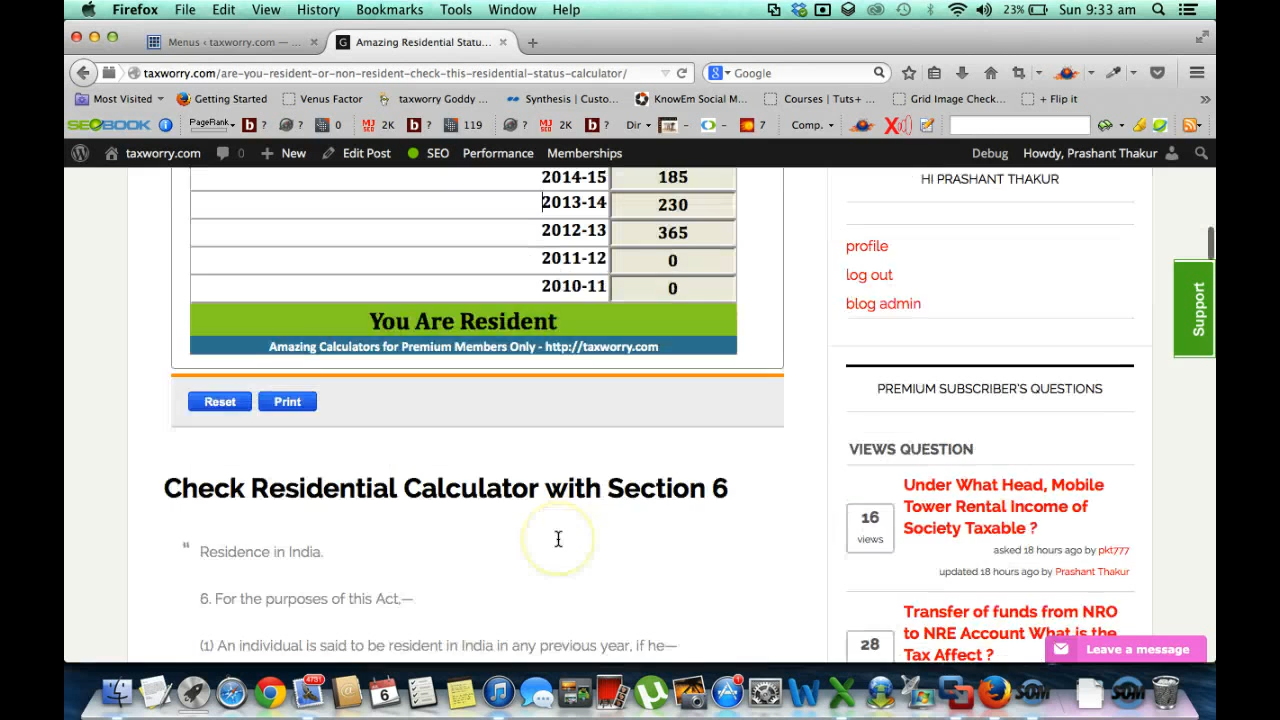 Firefox File Edit View History Bookmarks Tools Window Help 23% Sun 9:33 am
Menus ‹ taxworry.com — ... Amazing Residential Statu...
taxworry.com/are-you-resident-or-non-resident-check-this-residential-status-calculator/ Google
Most Visited Getting Started Venus Factor taxworry Goddy ... Synthesis | Custo... KnowEm Social M... Courses | Tuts+ ... Grid Image Check... + Flip it
SEOBOOK PageRank ? ? 0 2K ? 119 ? 2K ? Dir - - 7 Comp.
taxworry.com 0 New Edit Post SEO Performance Memberships Debug Howdy, Prashant Thakur
2014-15 185
2013-14 230
2012-13 365
2011-12 0
2010-11 0
You Are Resident
Amazing Calculators for Premium Members Only - http://taxworry.com
Reset Print
Check Residential Calculator with Section 6
" Residence in India.
6. For the purposes of this Act,—
(1) An individual is said to be resident in India in any previous year, if he—
HI PRASHANT THAKUR
profile
log out
blog admin
Support
PREMIUM SUBSCRIBER'S QUESTIONS
VIEWS QUESTION
16
views
Under What Head, Mobile
Tower Rental Income of
Society Taxable ?
asked 18 hours ago by pkt777
updated 18 hours ago by Prashant Thakur
28
Transfer of funds from NRO
to NRE Account What is the
Tax Affect ?
Leave a message
4731
6
1
SOM
SOM